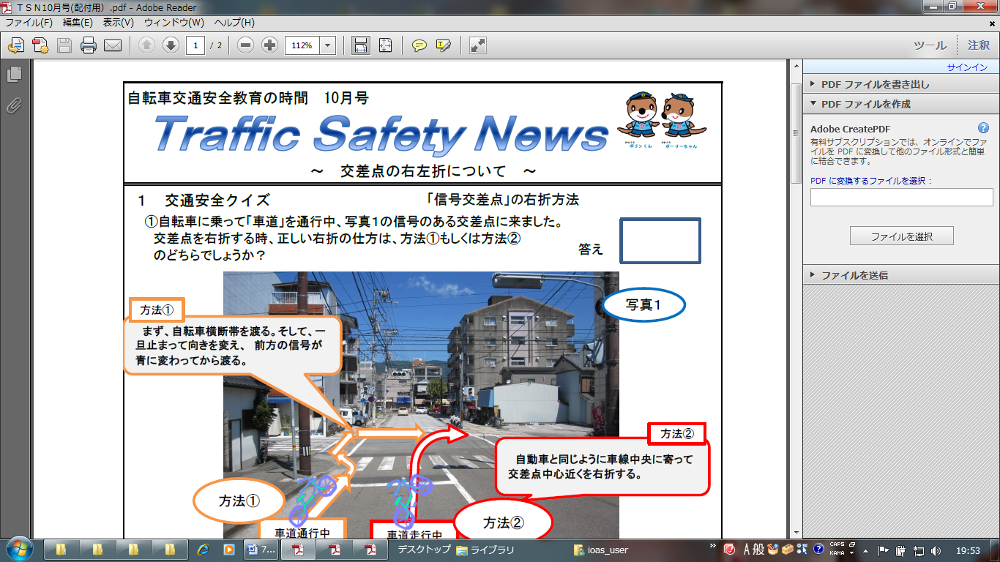 ＴＳＮ10月号(配付用）.pdf - Adobe Reader
ファイル(F) 編集(E) 表示(V) ウィンドウ(W) ヘルプ(H)
1 / 2 112% ツール 注釈
サインイン
PDF ファイルを書き出し
PDF ファイルを作成
Adobe CreatePDF
有料サブスクリプションでは、オンラインでフ
ァイルを PDF に変換して他のファイル形式と簡単
に結合できます。
PDF に変換するファイルを選択：
ファイルを選択
ファイルを送信
自転車交通安全教育の時間 10月号
Traffic Safety News
ポリンくん ポーリーちゃん
～ 交差点の右左折について ～
１ 交通安全クイズ 「信号交差点」の右折方法
①自転車に乗って「車道」を通行中、写真１の信号のある交差点に来ました。
交差点を右折する時、正しい右折の仕方は、方法①もしくは方法②
のどちらでしょうか？
答え
写真１
方法①
まず、自転車横断帯を渡る。そして、一
旦止まって向きを変え、 前方の信号が
青に変わってから渡る。
方法②
自動車と同じように車線中央に寄って
交差点中心近くを右折する。
方法①
方法②
車道通行中
車道走行中
7...
デスクトップ ライブラリ ioas_user
A 般 CAPS KANA 19:53